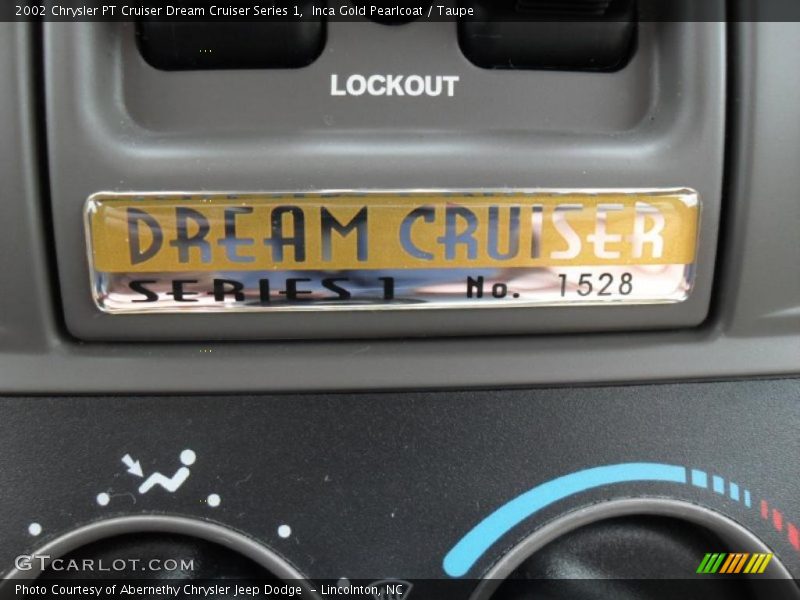 2002 Chrysler PT Cruiser Dream Cruiser Series 1, Inca Gold Pearlcoat / Taupe
LOCKOUT
DREAM CRUISER
SERIES 1 No. 1528
GTCARLOT.COM
Photo Courtesy of Abernethy Chrysler Jeep Dodge - Lincolnton, NC